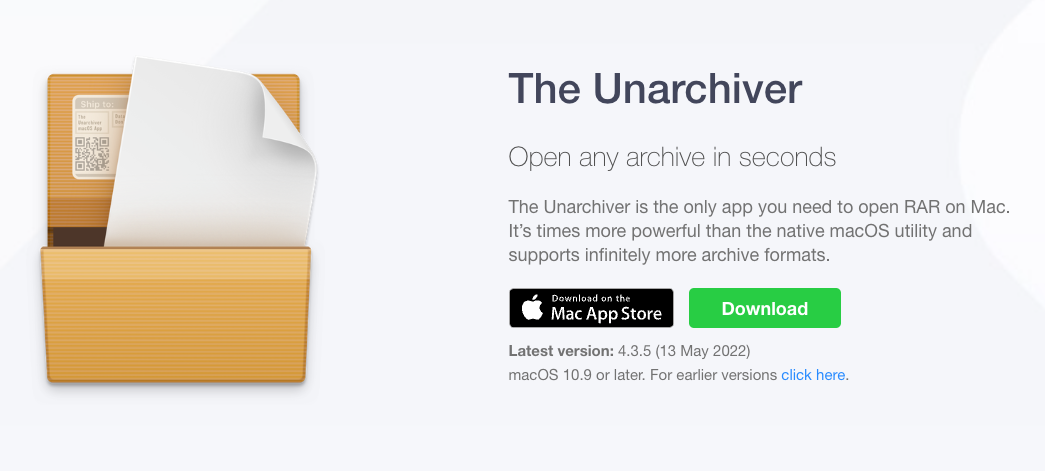 Ship to:
The
Unarchiver
macOS App
The Unarchiver
Open any archive in seconds
The Unarchiver is the only app you need to open RAR on Mac.
It’s times more powerful than the native macOS utility and
supports infinitely more archive formats.
Download on the
Mac App Store
Download
Latest version: 4.3.5 (13 May 2022)
macOS 10.9 or later. For earlier versions click here.